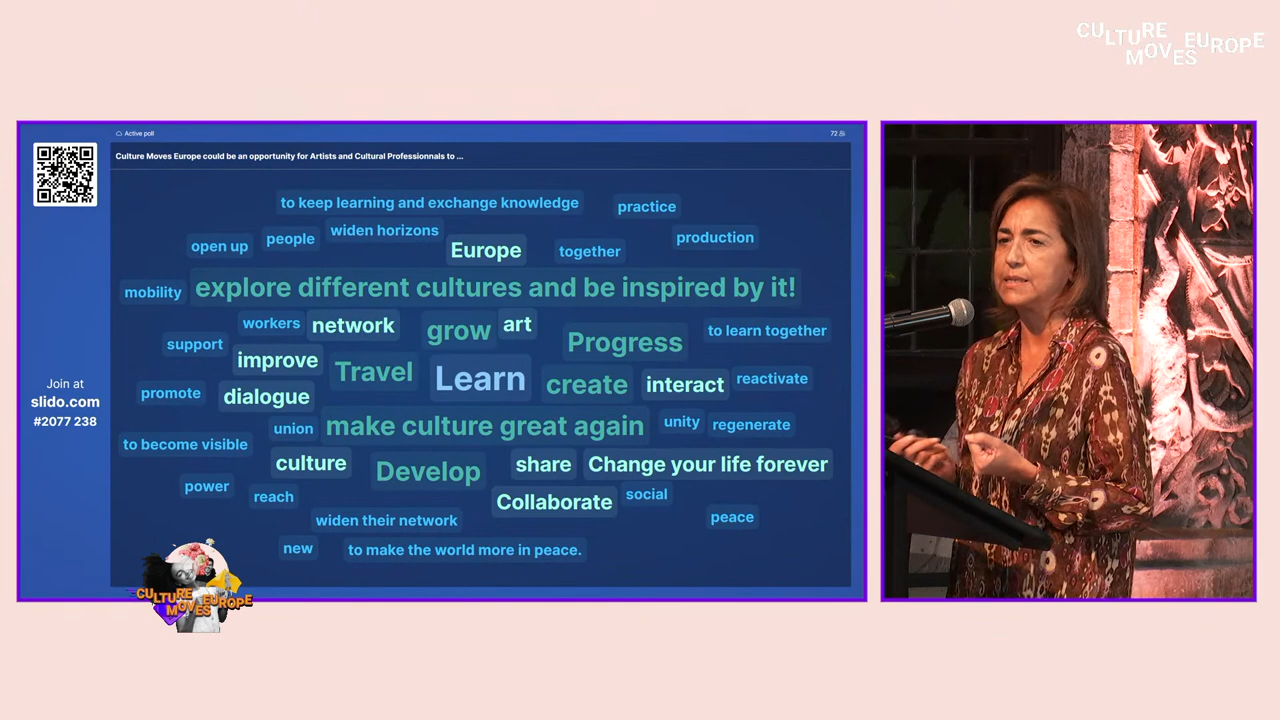 CULTURE
MOVES EUROPE
Active poll
72
Culture Moves Europe could be an opportunity for Artists and Cultural Professionnals to ...
to keep learning and exchange knowledge
practice
open up
people
widen horizons
Europe
together
production
mobility
explore different cultures and be inspired by it!
workers
network
grow
art
Progress
to learn together
support
improve
Travel
Learn
create
interact
reactivate
promote
dialogue
union
make culture great again
unity
regenerate
to become visible
culture
Develop
share
Change your life forever
power
reach
Collaborate
social
widen their network
peace
new
to make the world more in peace.
Join at
slido.com
#2077 238
CULTURE
MOVES EUROPE